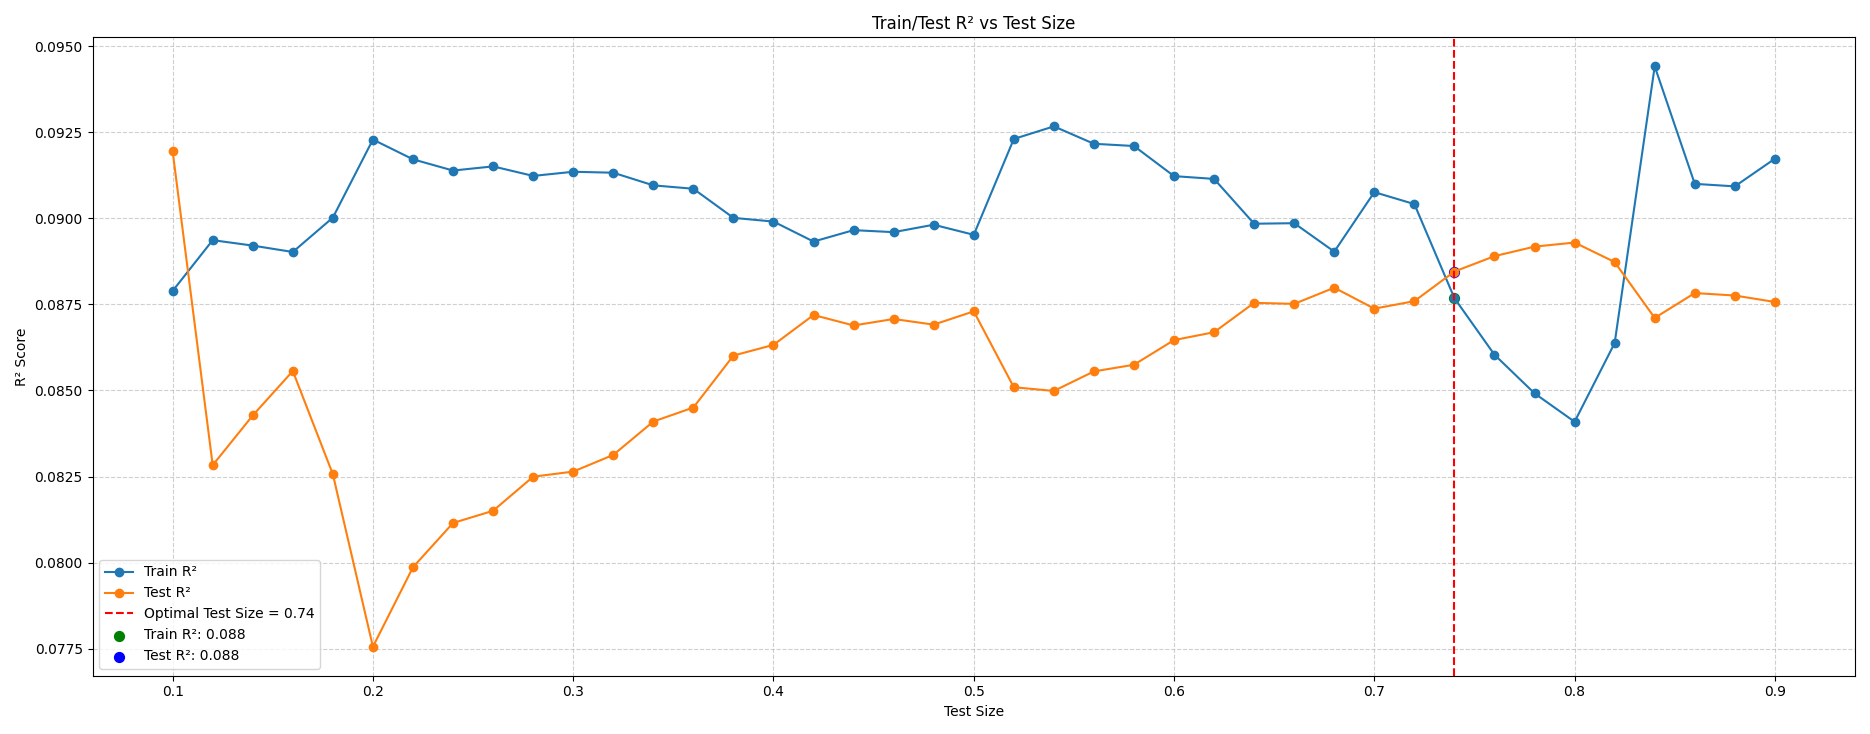 Train/Test R² vs Test Size
R² Score
0.0950
0.0925
0.0900
0.0875
0.0850
0.0825
0.0800
0.0775
Train R²
Test R²
Optimal Test Size = 0.74
Train R²: 0.088
Test R²: 0.088
0.1 0.2 0.3 0.4 0.5 0.6 0.7 0.8 0.9
Test Size